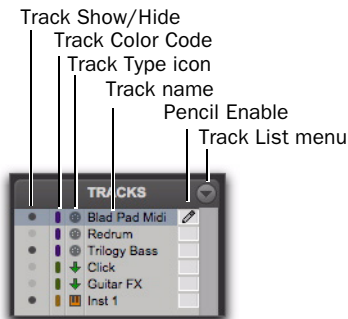 Track Show/Hide
Track Color Code
Track Type icon
Track name
Pencil Enable
Track List menu
TRACKS
Blad Pad Midi
Redrum
Trilogy Bass
Click
Guitar FX
Inst 1